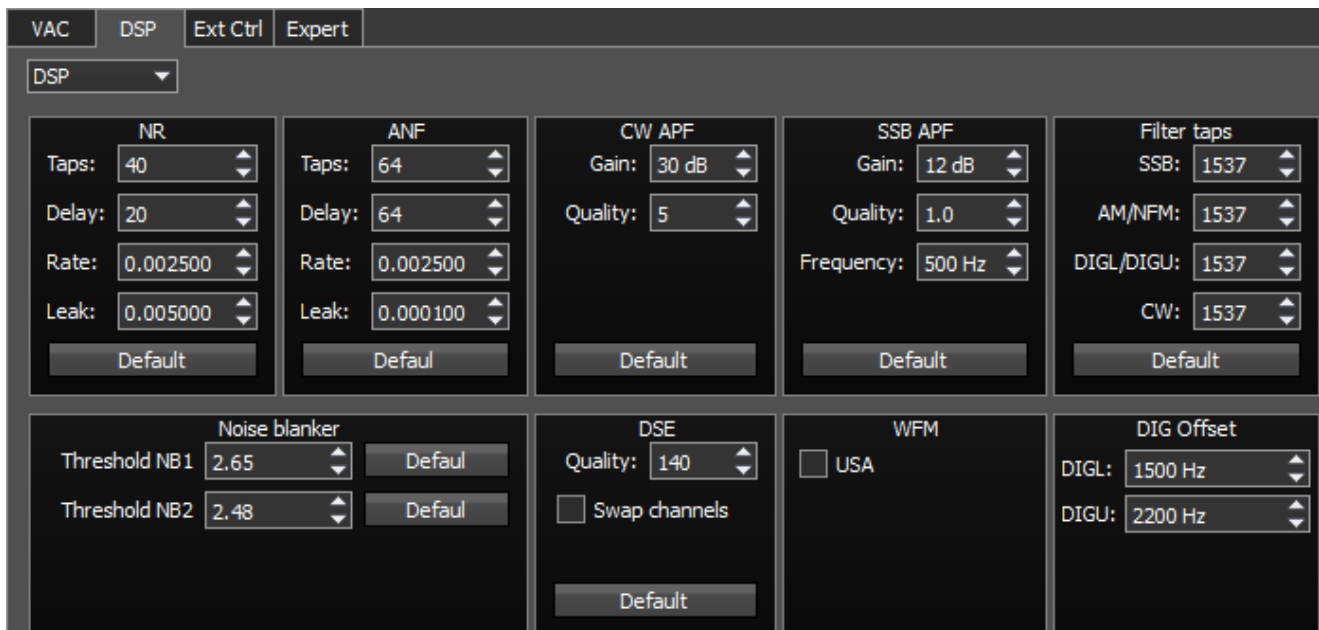 VAC DSP Ext Ctrl Expert
DSP
NR
Taps: 40
Delay: 20
Rate: 0.002500
Leak: 0.005000
Default
ANF
Taps: 64
Delay: 64
Rate: 0.002500
Leak: 0.000100
Defaul
CW APF
Gain: 30 dB
Quality: 5
Default
SSB APF
Gain: 12 dB
Quality: 1.0
Frequency: 500 Hz
Default
Filter taps
SSB: 1537
AM/NFM: 1537
DIGL/DIGU: 1537
CW: 1537
Default
Noise blanker
Threshold NB1 2.65 Defaul
Threshold NB2 2.48 Defaul
DSE
Quality: 140
Swap channels
Default
WFM
USA
DIG Offset
DIGL: 1500 Hz
DIGU: 2200 Hz